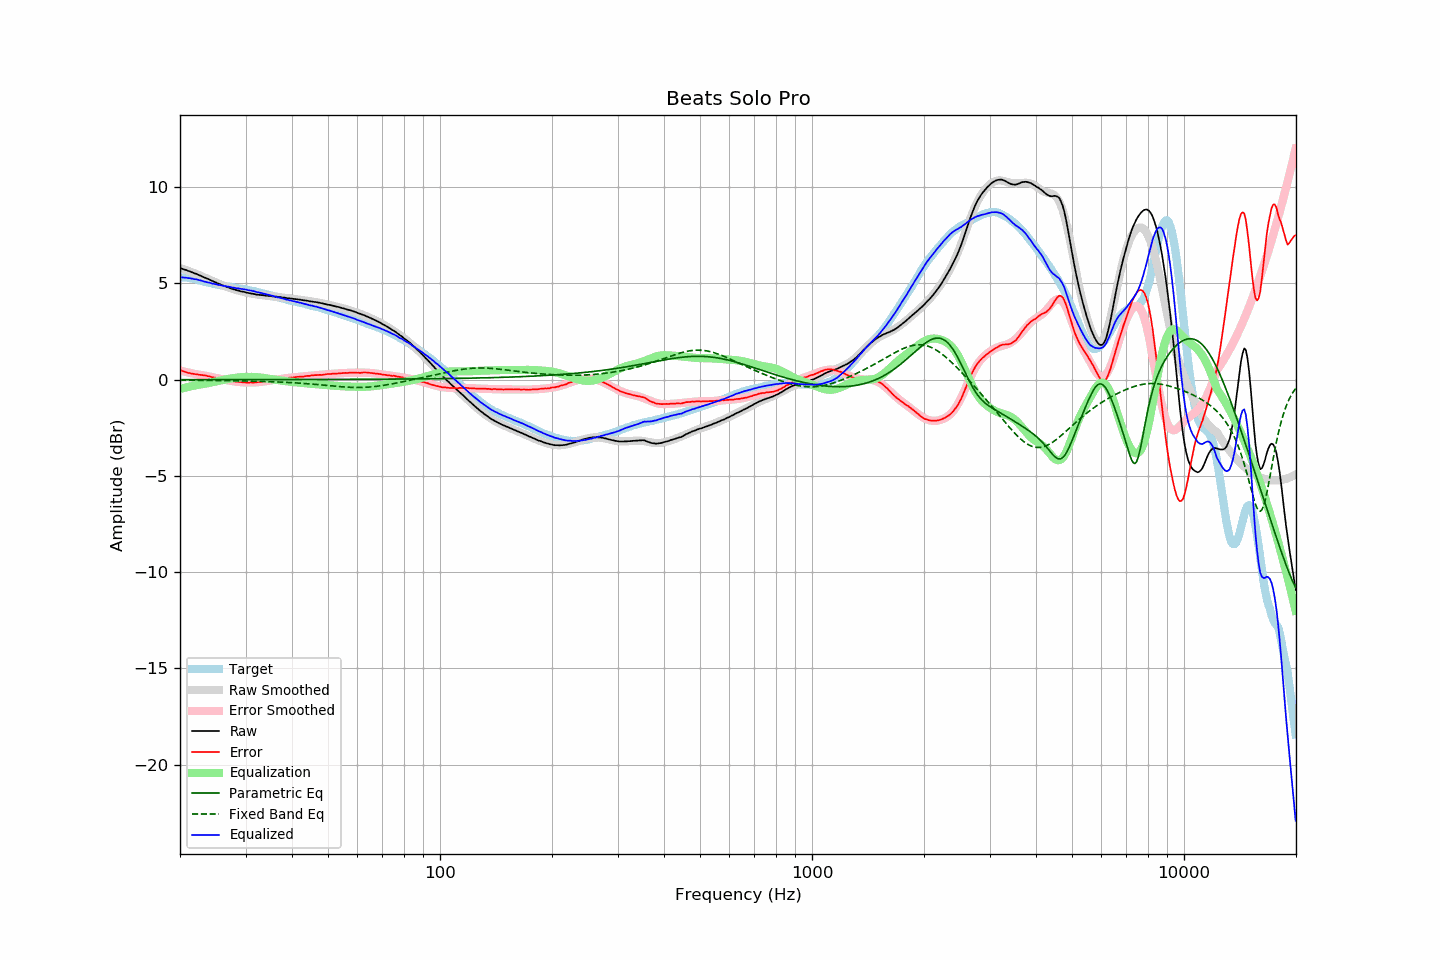 Beats Solo Pro
Amplitude (dBr)
10
5
0
−5
−10
−15
−20
Target
Raw Smoothed
Error Smoothed
Raw
Error
Equalization
Parametric Eq
Fixed Band Eq
Equalized
100
1000
10000
Frequency (Hz)